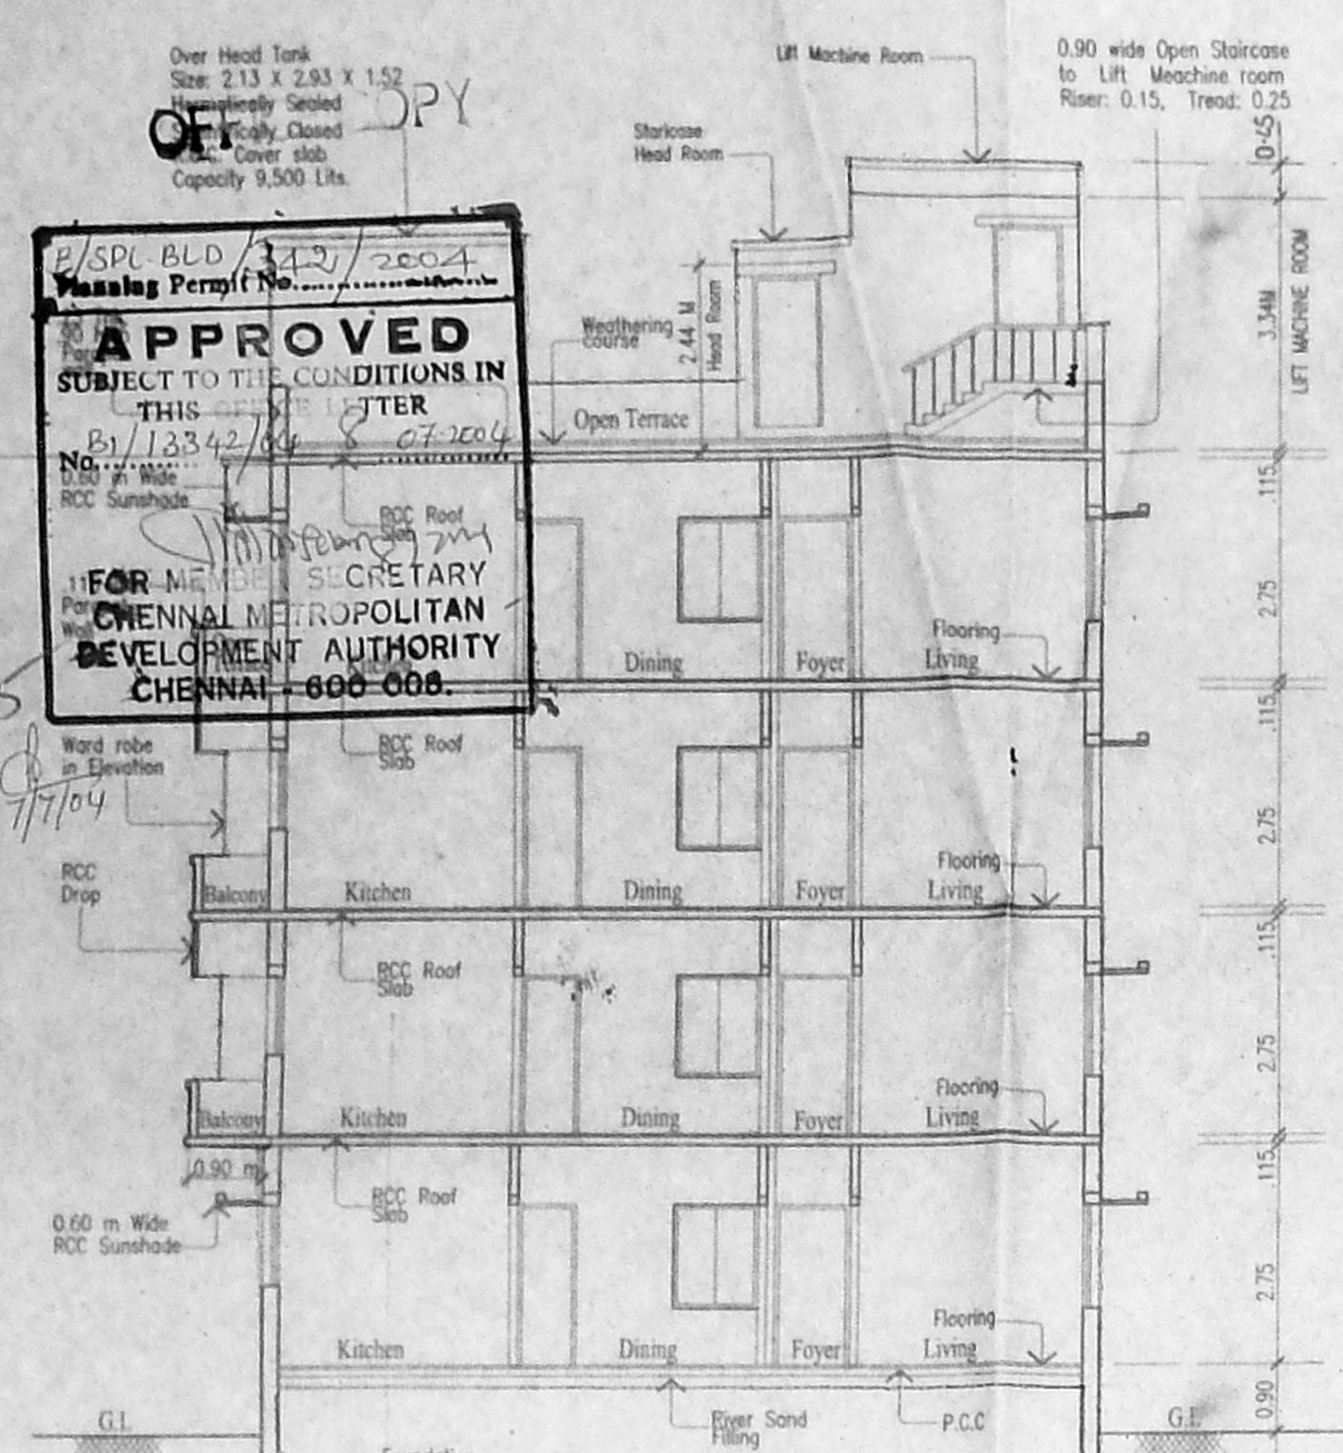 Over Head Tank
Size: 2.13 X 2.93 X 1.52
Hermetically Sealed
Closed
Cover slab
Capacity 9,500 Lits.
OFF
OPY
Lift Machine Room
0.90 wide Open Staircase
to Lift Meachine room
Riser: 0.15, Tread: 0.25
Staricase
Head Room
0.45
3.34M
LIFT MACHINE ROOM
B/SPL.BLD/342/2004
Planning Permit No.
APPROVED
SUBJECT TO THE CONDITIONS IN
THIS OFFICE LETTER
No. B1/13342/04 8 07-2004
FOR MEMBER SECRETARY
CHENNAI METROPOLITAN
DEVELOPMENT AUTHORITY
CHENNAI - 600 008.
Weathering
course
2.44 M
Head Room
Open Terrace
0.60 m Wide
RCC Sunshade
RCC Roof
Slab
.115
2.75
Flooring
Dining
Foyer
Living
7/7/04
Ward robe
in Elevation
RCC Roof
Slab
.115
2.75
RCC
Drop
Flooring
Balcony
Kitchen
Dining
Foyer
Living
RCC Roof
Slab
.115
2.75
Flooring
Balcony
Kitchen
Dining
Foyer
Living
0.90 m
0.60 m Wide
RCC Sunshade
RCC Roof
Slab
.115
2.75
Flooring
Kitchen
Dining
Foyer
Living
0.90
G.L
River Sand
Filling
P.C.C
G.L